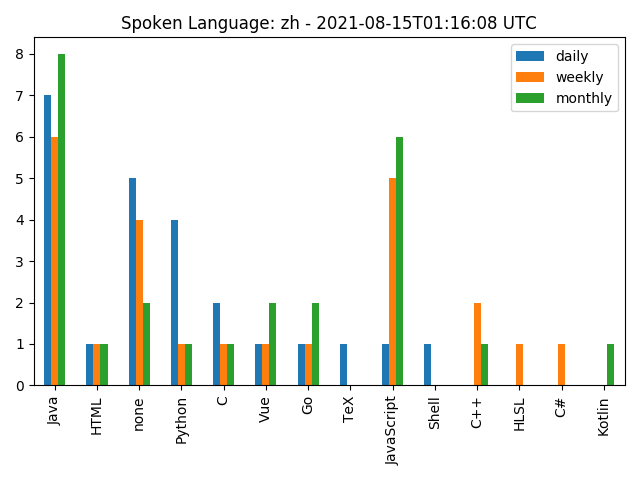 Spoken Language: zh - 2021-08-15T01:16:08 UTC
daily
weekly
monthly
8
7
6
5
4
3
2
1
0
Java
HTML
none
Python
C
Vue
Go
TeX
JavaScript
Shell
C++
HLSL
C#
Kotlin